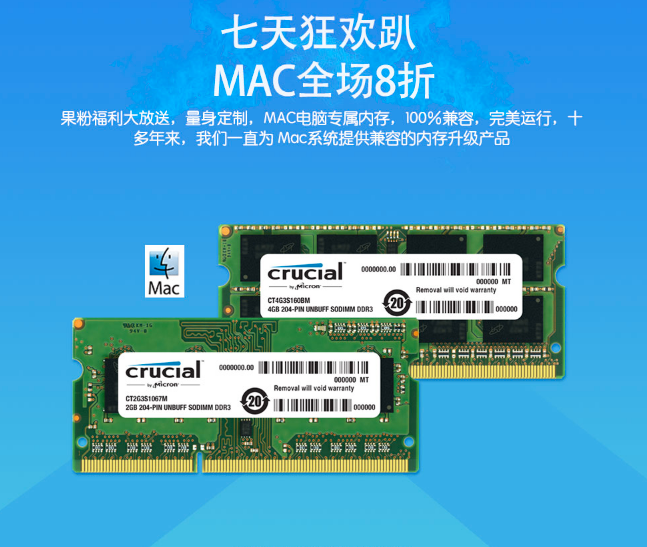 七天狂欢趴
MAC全场8折
果粉福利大放送，量身定制，MAC电脑专属内存，100%兼容，完美运行，十
多年来，我们一直为 Mac系统提供兼容的内存升级产品
Mac
crucial
by Micron
0000000.00
000000 MT
Removal will void warranty
CT4G3S160BM
4GB 204-PIN UNBUFF SODIMM DDR3
20
000000
crucial
by Micron
0000000.00
000000 MT
Removal will void warranty
CT2G3S1067M
2GB 204-PIN UNBUFF SODIMM DDR3
20
000000